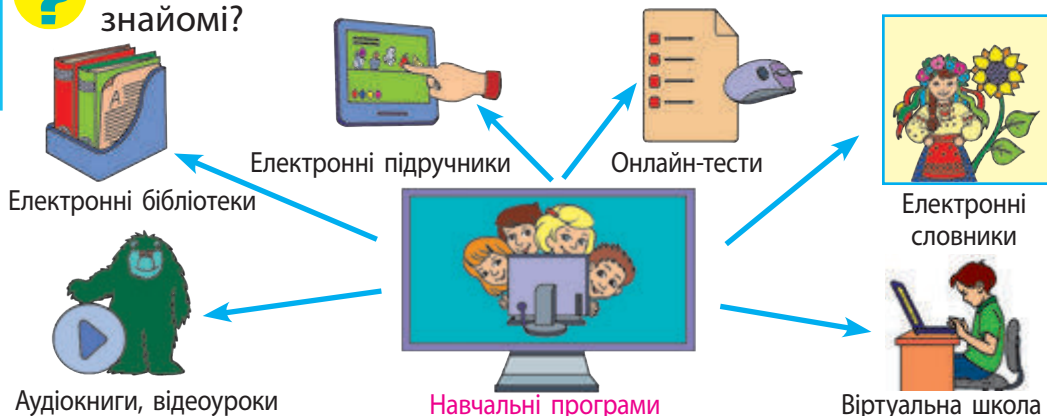 ?
знайомі?
Електронні підручники
Онлайн-тести
Електронні бібліотеки
Електронні
словники
Аудіокниги, відеоуроки
Навчальні програми
Віртуальна школа
A